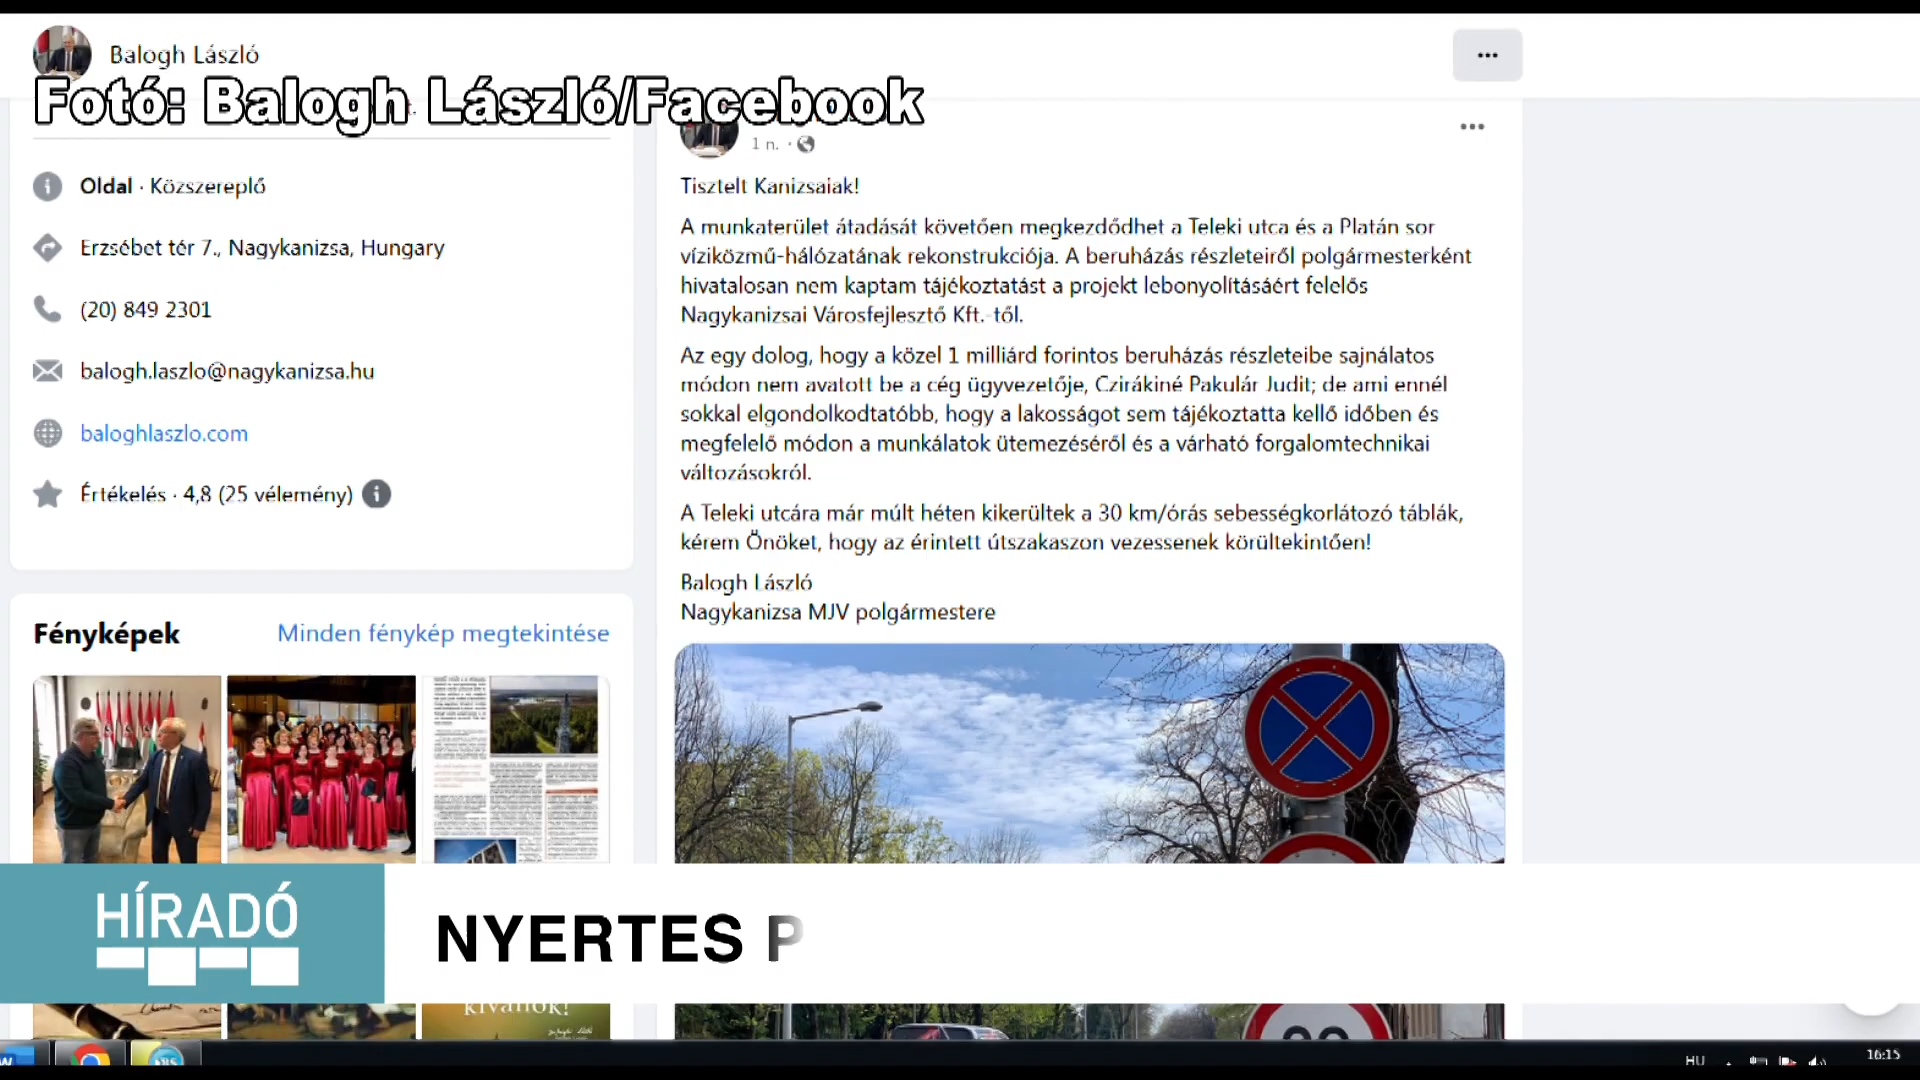 Balogh László
Fotó: Balogh László/Facebook
Oldal · Közszereplő
Erzsébet tér 7., Nagykanizsa, Hungary
(20) 849 2301
balogh.laszlo@nagykanizsa.hu
baloghlaszlo.com
Értékelés · 4,8 (25 vélemény)
Fényképek
Minden fénykép megtekintése
1 n.
Tisztelt Kanizsaiak!
A munkaterület átadását követően megkezdődhet a Teleki utca és a Platán sor
víziközmű-hálózatának rekonstrukciója. A beruházás részleteiről polgármesterként
hivatalosan nem kaptam tájékoztatást a projekt lebonyolításáért felelős
Nagykanizsai Városfejlesztő Kft.-től.
Az egy dolog, hogy a közel 1 milliárd forintos beruházás részleteibe sajnálatos
módon nem avatott be a cég ügyvezetője, Czirákiné Pakulár Judit; de ami ennél
sokkal elgondolkodtatóbb, hogy a lakosságot sem tájékoztatta kellő időben és
megfelelő módon a munkálatok ütemezéséről és a várható forgalomtechnikai
változásokról.
A Teleki utcára már múlt héten kikerültek a 30 km/órás sebességkorlátozó táblák,
kérem Önöket, hogy az érintett útszakaszon vezessenek körültekintően!
Balogh László
Nagykanizsa MJV polgármestere
HÍRADÓ
NYERTES P
kívánok!
HU
16:15